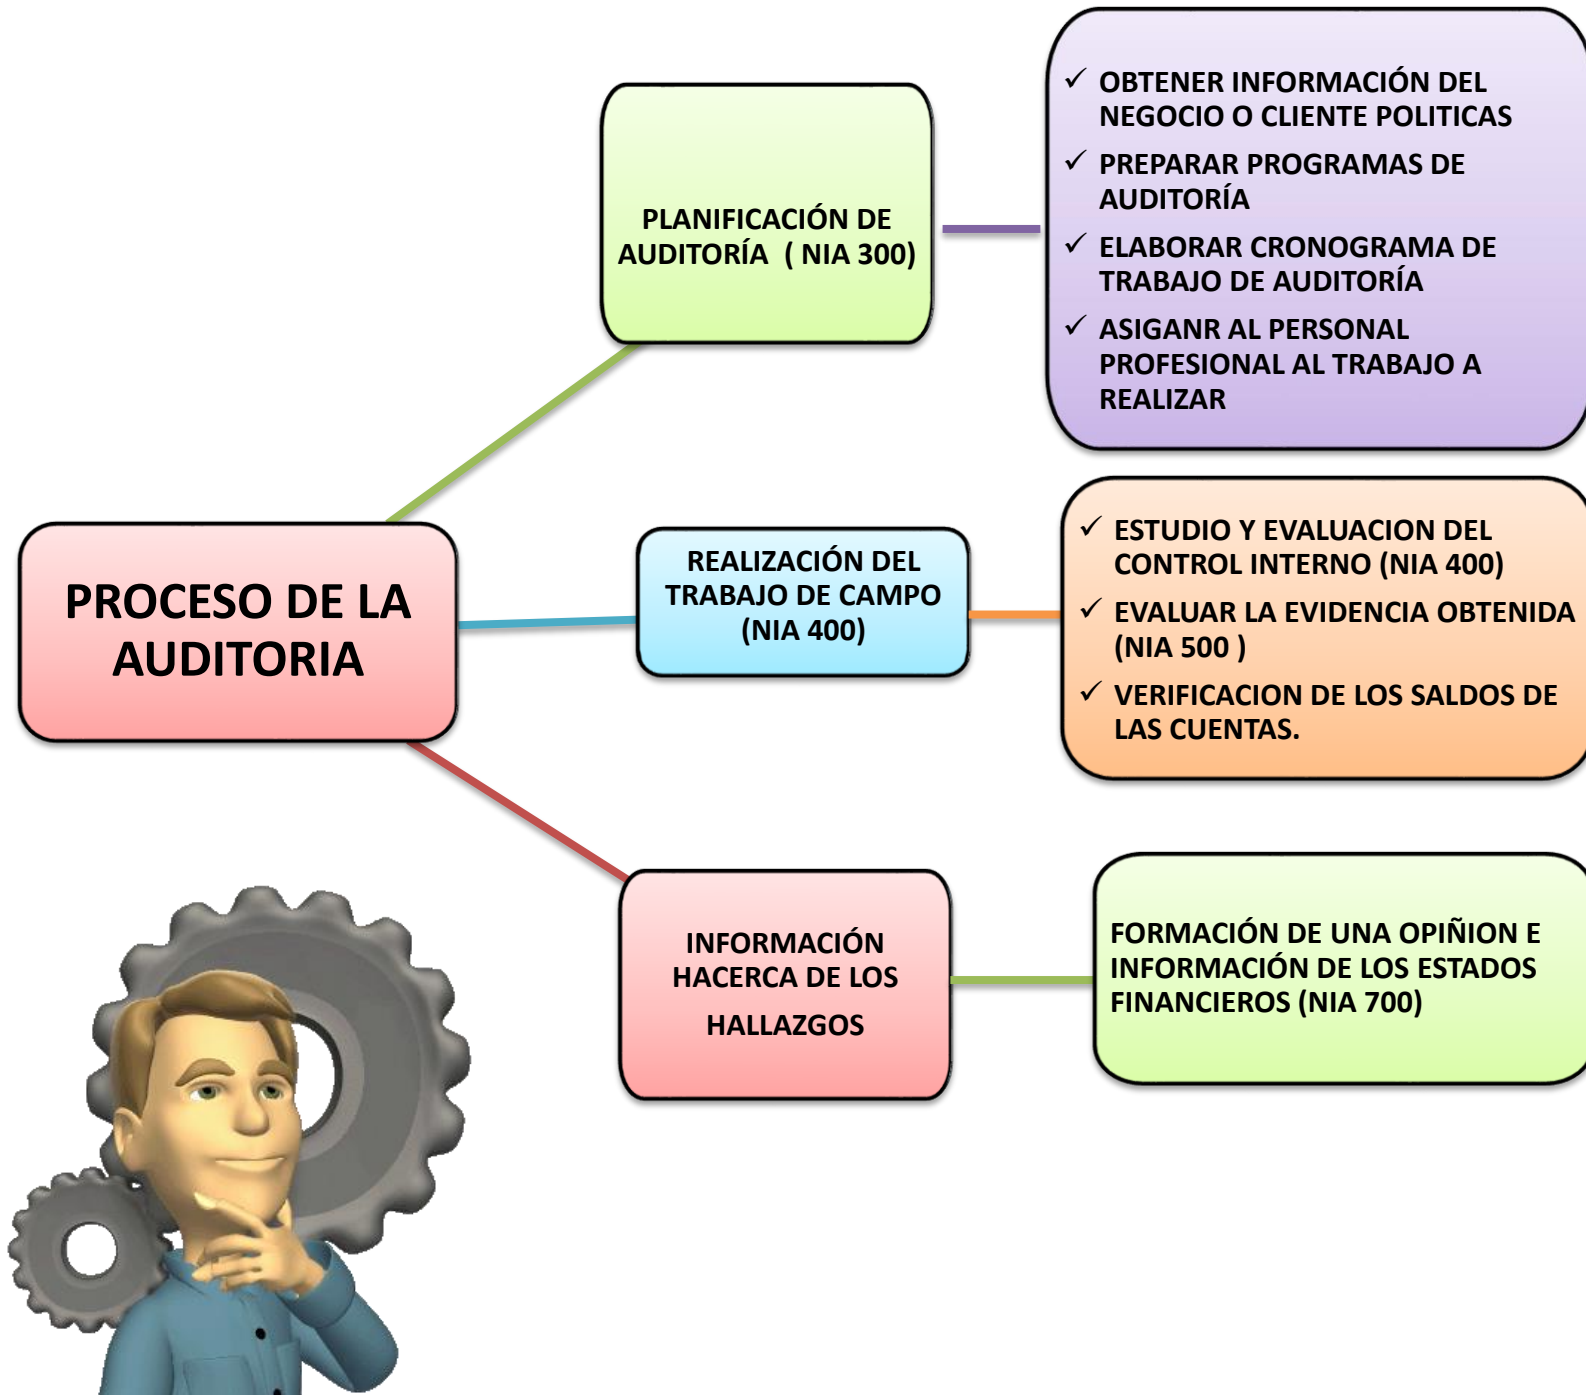 OBTENER INFORMACIÓN DEL
NEGOCIO O CLIENTE POLITICAS
PREPARAR PROGRAMAS DE
AUDITORÍA
ELABORAR CRONOGRAMA DE
TRABAJO DE AUDITORÍA
ASIGANR AL PERSONAL
PROFESIONAL AL TRABAJO A
REALIZAR
PLANIFICACIÓN DE
AUDITORÍA ( NIA 300)
PROCESO DE LA
AUDITORIA
REALIZACIÓN DEL
TRABAJO DE CAMPO
(NIA 400)
ESTUDIO Y EVALUACION DEL
CONTROL INTERNO (NIA 400)
EVALUAR LA EVIDENCIA OBTENIDA
(NIA 500 )
VERIFICACION DE LOS SALDOS DE
LAS CUENTAS.
INFORMACIÓN
HACERCA DE LOS
HALLAZGOS
FORMACIÓN DE UNA OPIÑION E
INFORMACIÓN DE LOS ESTADOS
FINANCIEROS (NIA 700)